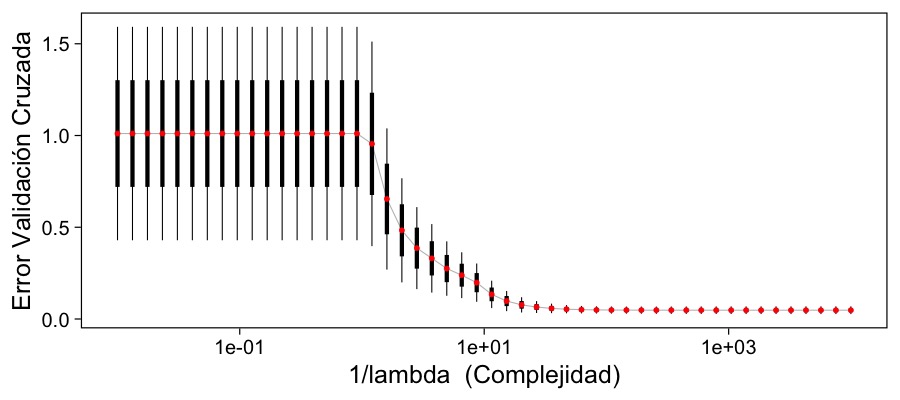 Error Validación Cruzada
1.5
1.0
0.5
0.0
1e-01
1e+01
1e+03
1/lambda (Complejidad)